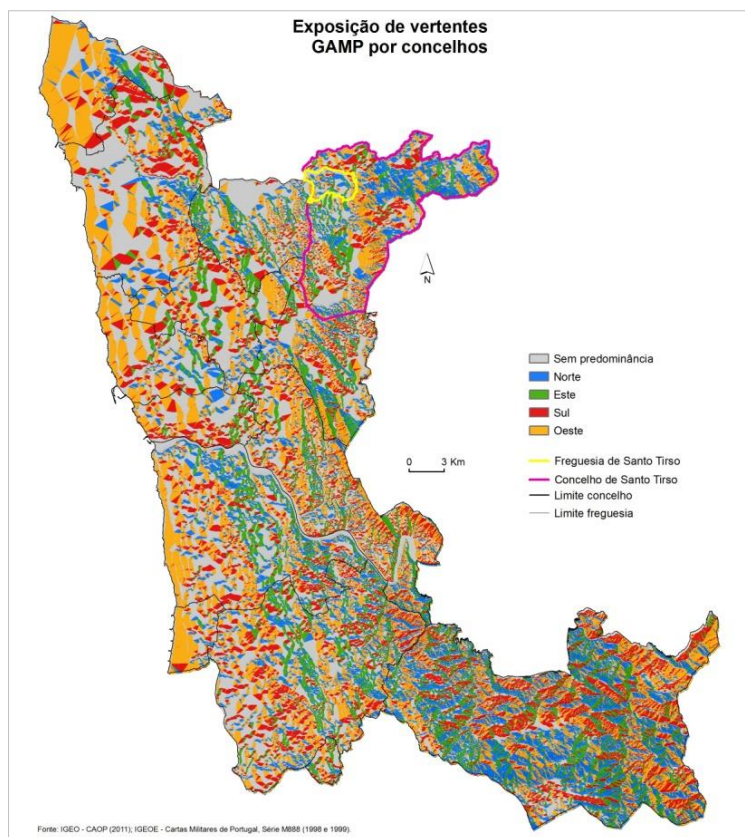 Exposição de vertentes
GAMP por concelhos
N
Sem predominância
Norte
Este
Sul
Oeste
0 3 Km
Freguesia de Santo Tirso
Concelho de Santo Tirso
Limite concelho
Limite freguesia
Fonte: IGEO - CAOP (2011); IGEOE - Cartas Militares de Portugal, Série M888 (1998 e 1999).